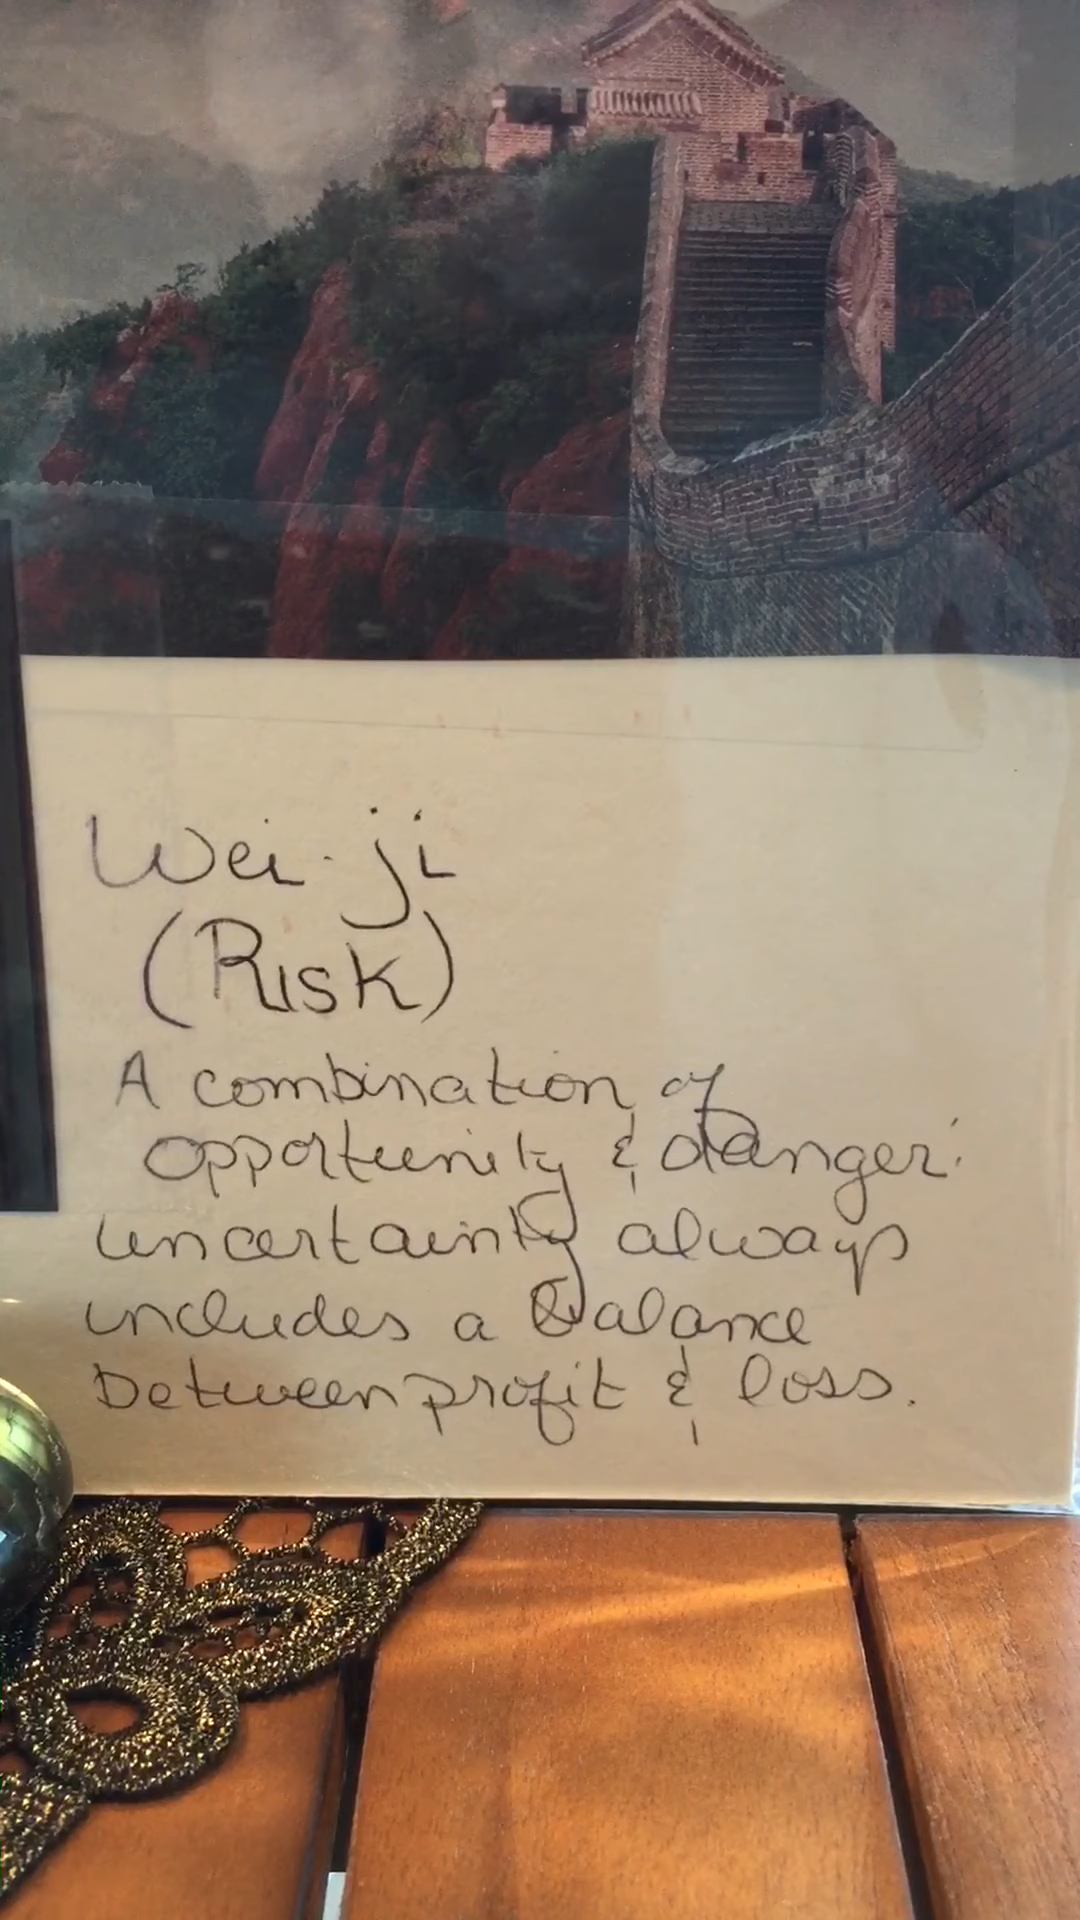 Wei-ji
(Risk)
A combination of
opportunity & danger:
uncertainty always
includes a balance
between profit & loss.